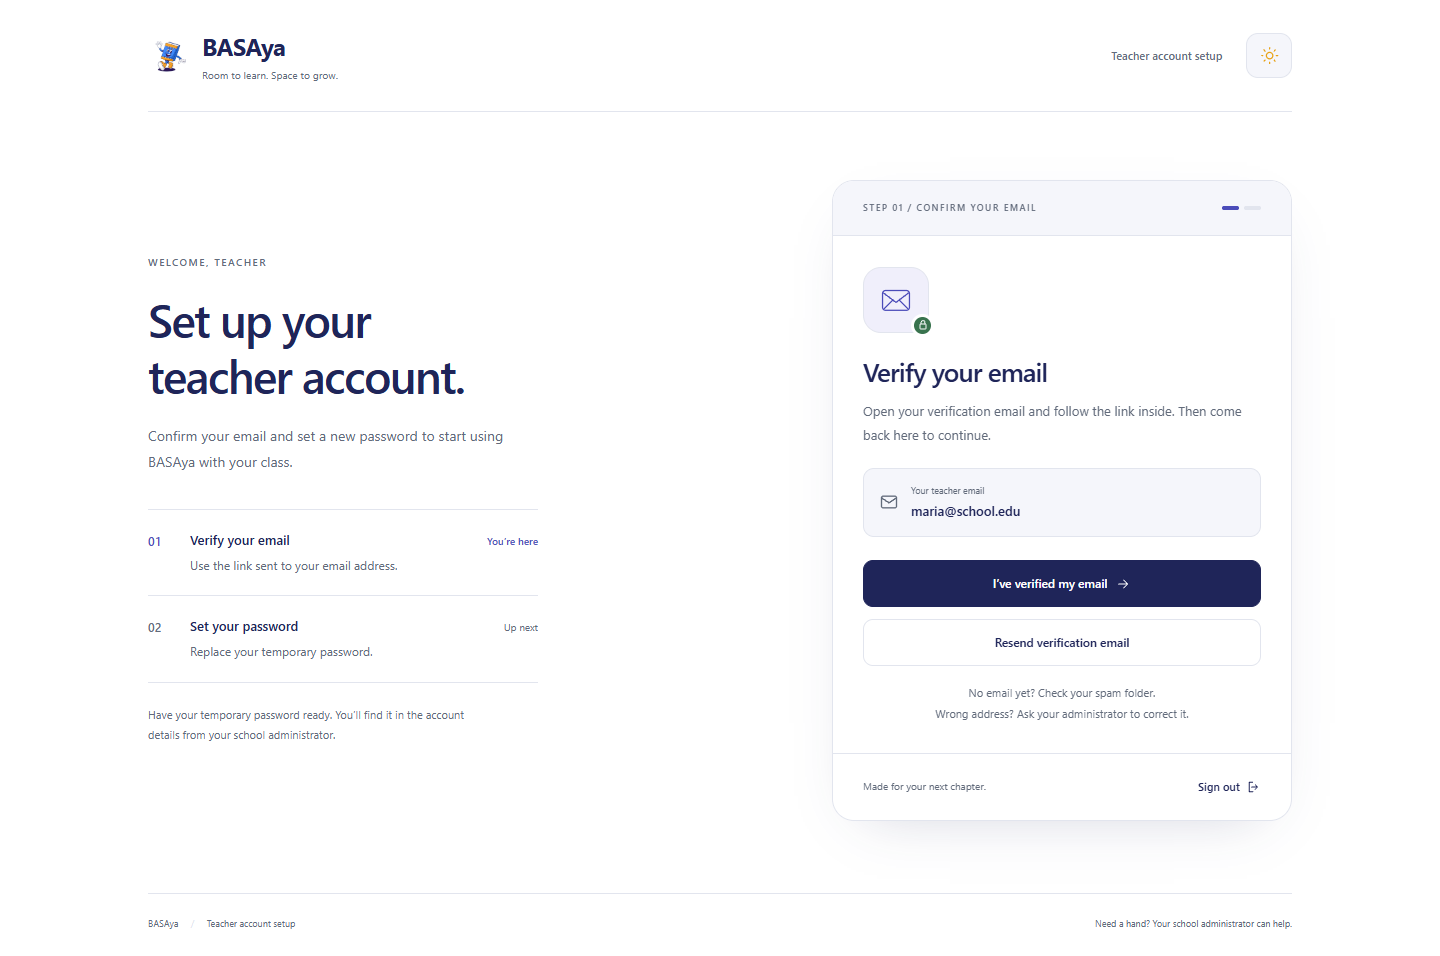 BASAya
Room to learn. Space to grow.
Teacher account setup
WELCOME, TEACHER
Set up your
teacher account.
Confirm your email and set a new password to start using
BASAya with your class.
01 Verify your email You're here
Use the link sent to your email address.
02 Set your password Up next
Replace your temporary password.
Have your temporary password ready. You'll find it in the account
details from your school administrator.
STEP 01 / CONFIRM YOUR EMAIL
Verify your email
Open your verification email and follow the link inside. Then come
back here to continue.
Your teacher email
maria@school.edu
I've verified my email →
Resend verification email
No email yet? Check your spam folder.
Wrong address? Ask your administrator to correct it.
Made for your next chapter. Sign out
BASAya / Teacher account setup
Need a hand? Your school administrator can help.